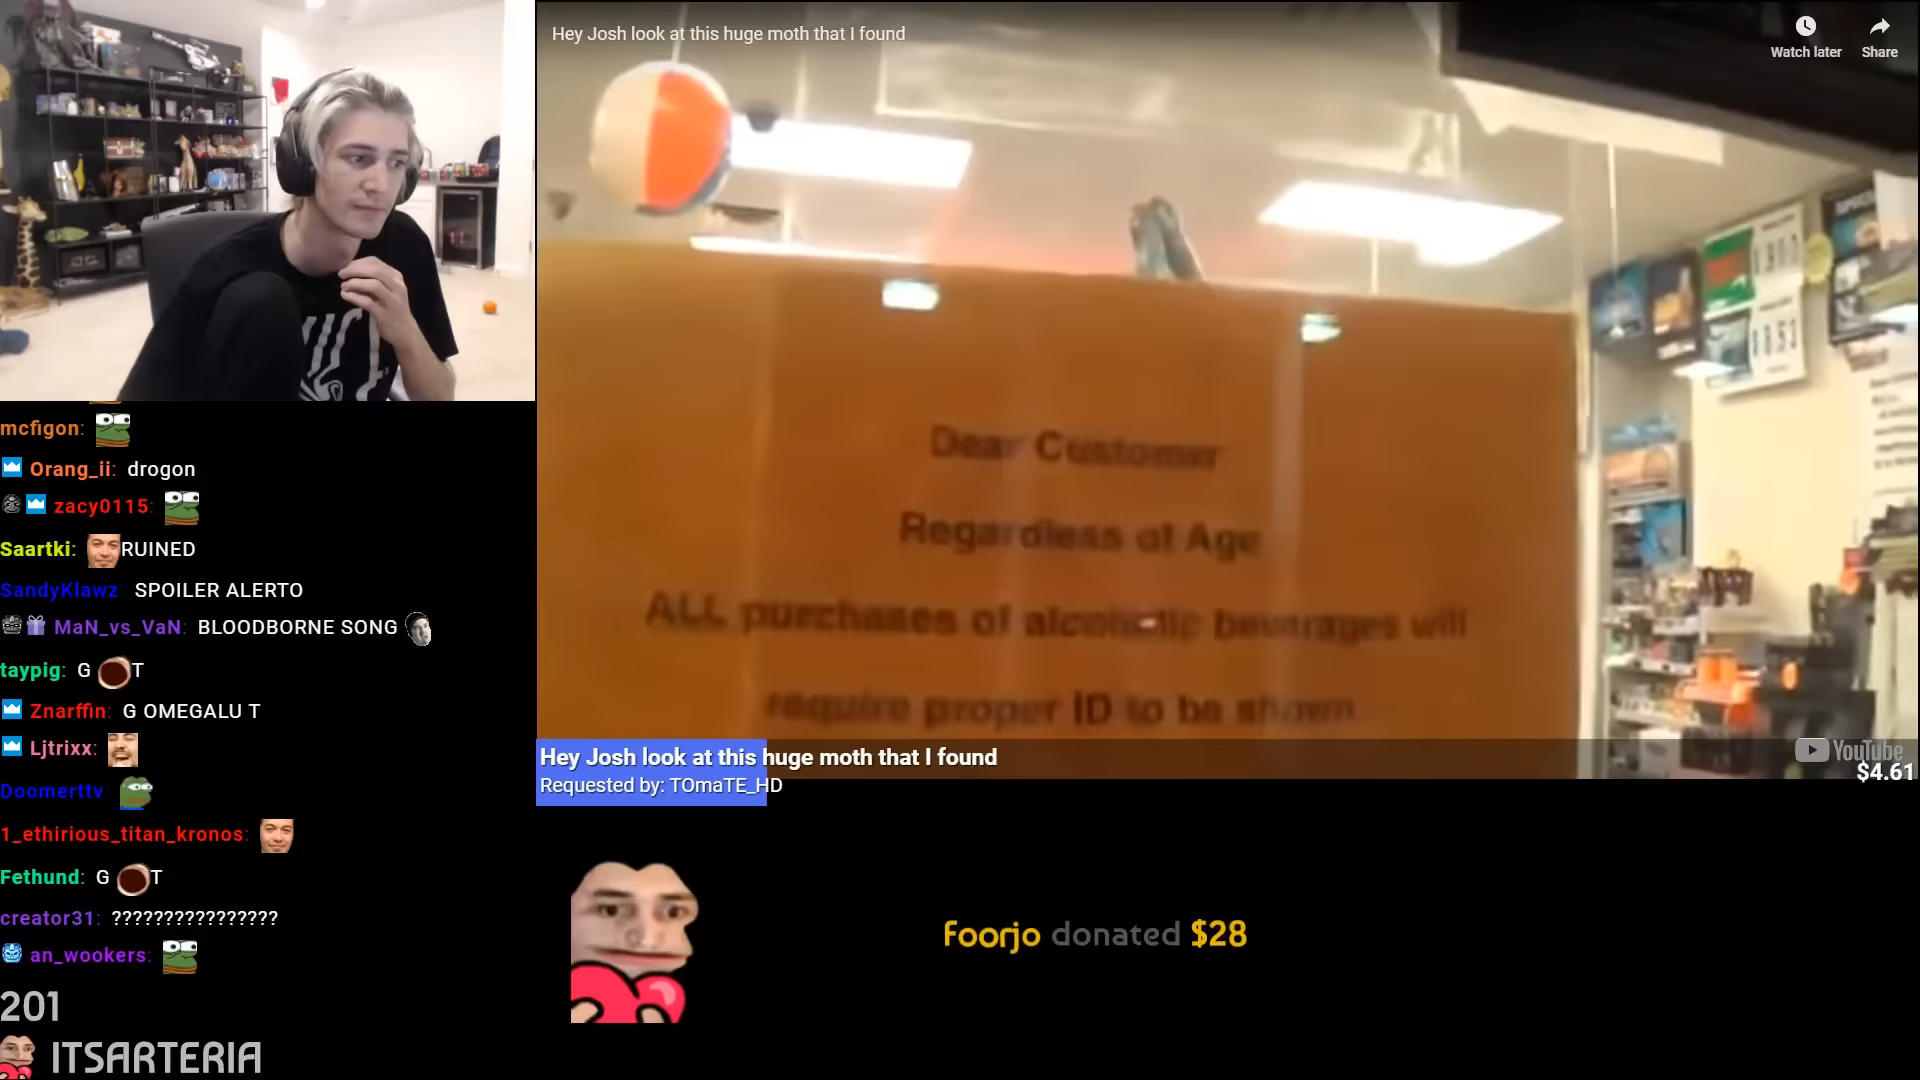 Hey Josh look at this huge moth that I found
Watch later
Share
Dear Customer
Regardless of Age
ALL purchases of alcoholic beverages will
require proper ID to be shown
YouTube
$4.61
Hey Josh look at this huge moth that I found
Requested by: TOmaTE_HD
foorjo donated $28
mcfigon:
Orang_ii: drogon
zacy0115:
Saartki: RUINED
SandyKlawz: SPOILER ALERTO
MaN_vs_VaN: BLOODBORNE SONG
taypig: G T
Znarffin: G OMEGALU T
Ljtrixx:
Doomerttv:
1_ethirious_titan_kronos:
Fethund: G T
creator31: ????????????????
an_wookers:
201
ITSARTERIA